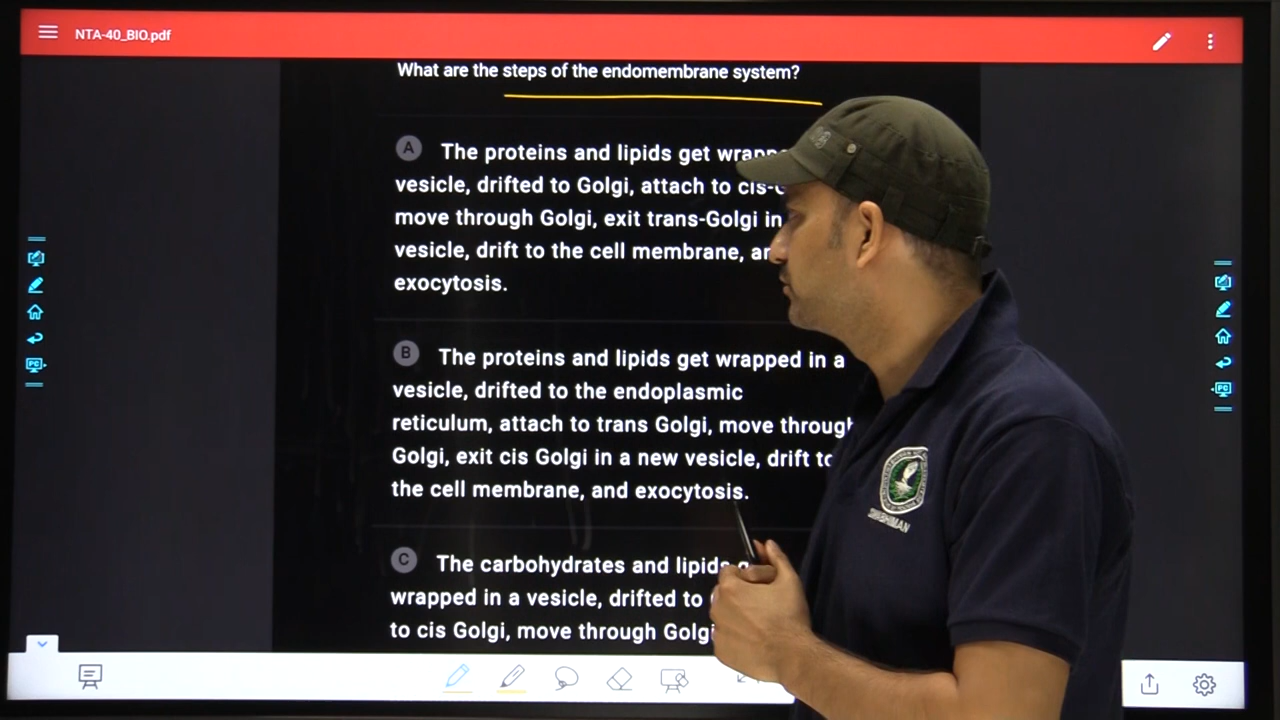 NTA-40_BIO.pdf
What are the steps of the endomembrane system?
A The proteins and lipids get
vesicle, drifted to Golgi, attach to
move through Golgi, exit trans-Golgi in
vesicle, drift to the cell membrane,
exocytosis.
B The proteins and lipids get wrapped in a
vesicle, drifted to the endoplasmic
reticulum, attach to trans Golgi, move
Golgi, exit cis Golgi in a new vesicle, drift to
the cell membrane, and exocytosis.
C The carbohydrates and lipids
wrapped in a vesicle, drifted to
to cis Golgi, move through Golgi
PC
PC